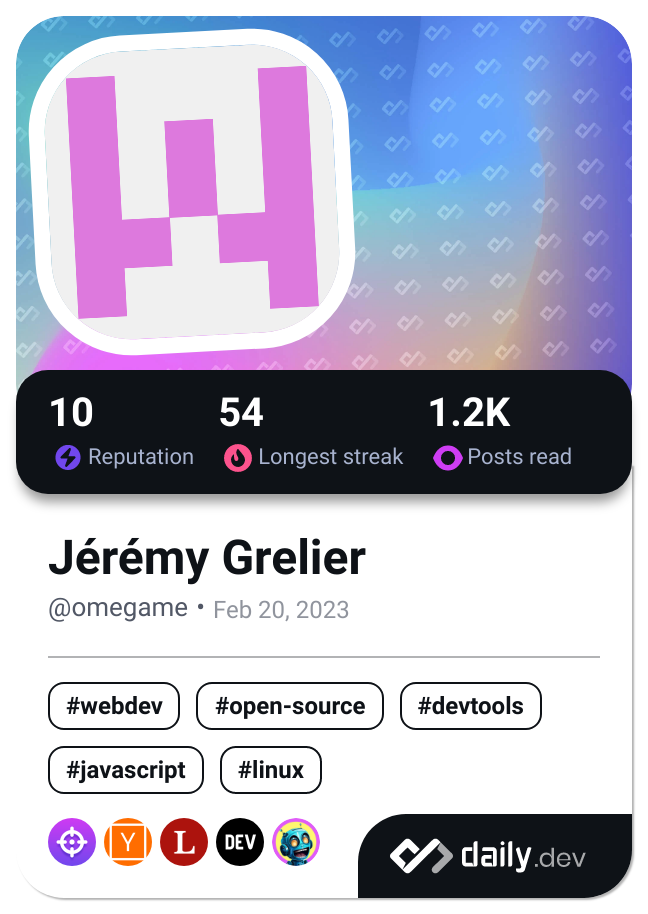 10 54 1.2K
Reputation Longest streak Posts read
Jérémy Grelier
@omegame • Feb 20, 2023
#webdev #open-source #devtools
#javascript #linux
Y L DEV
daily.dev